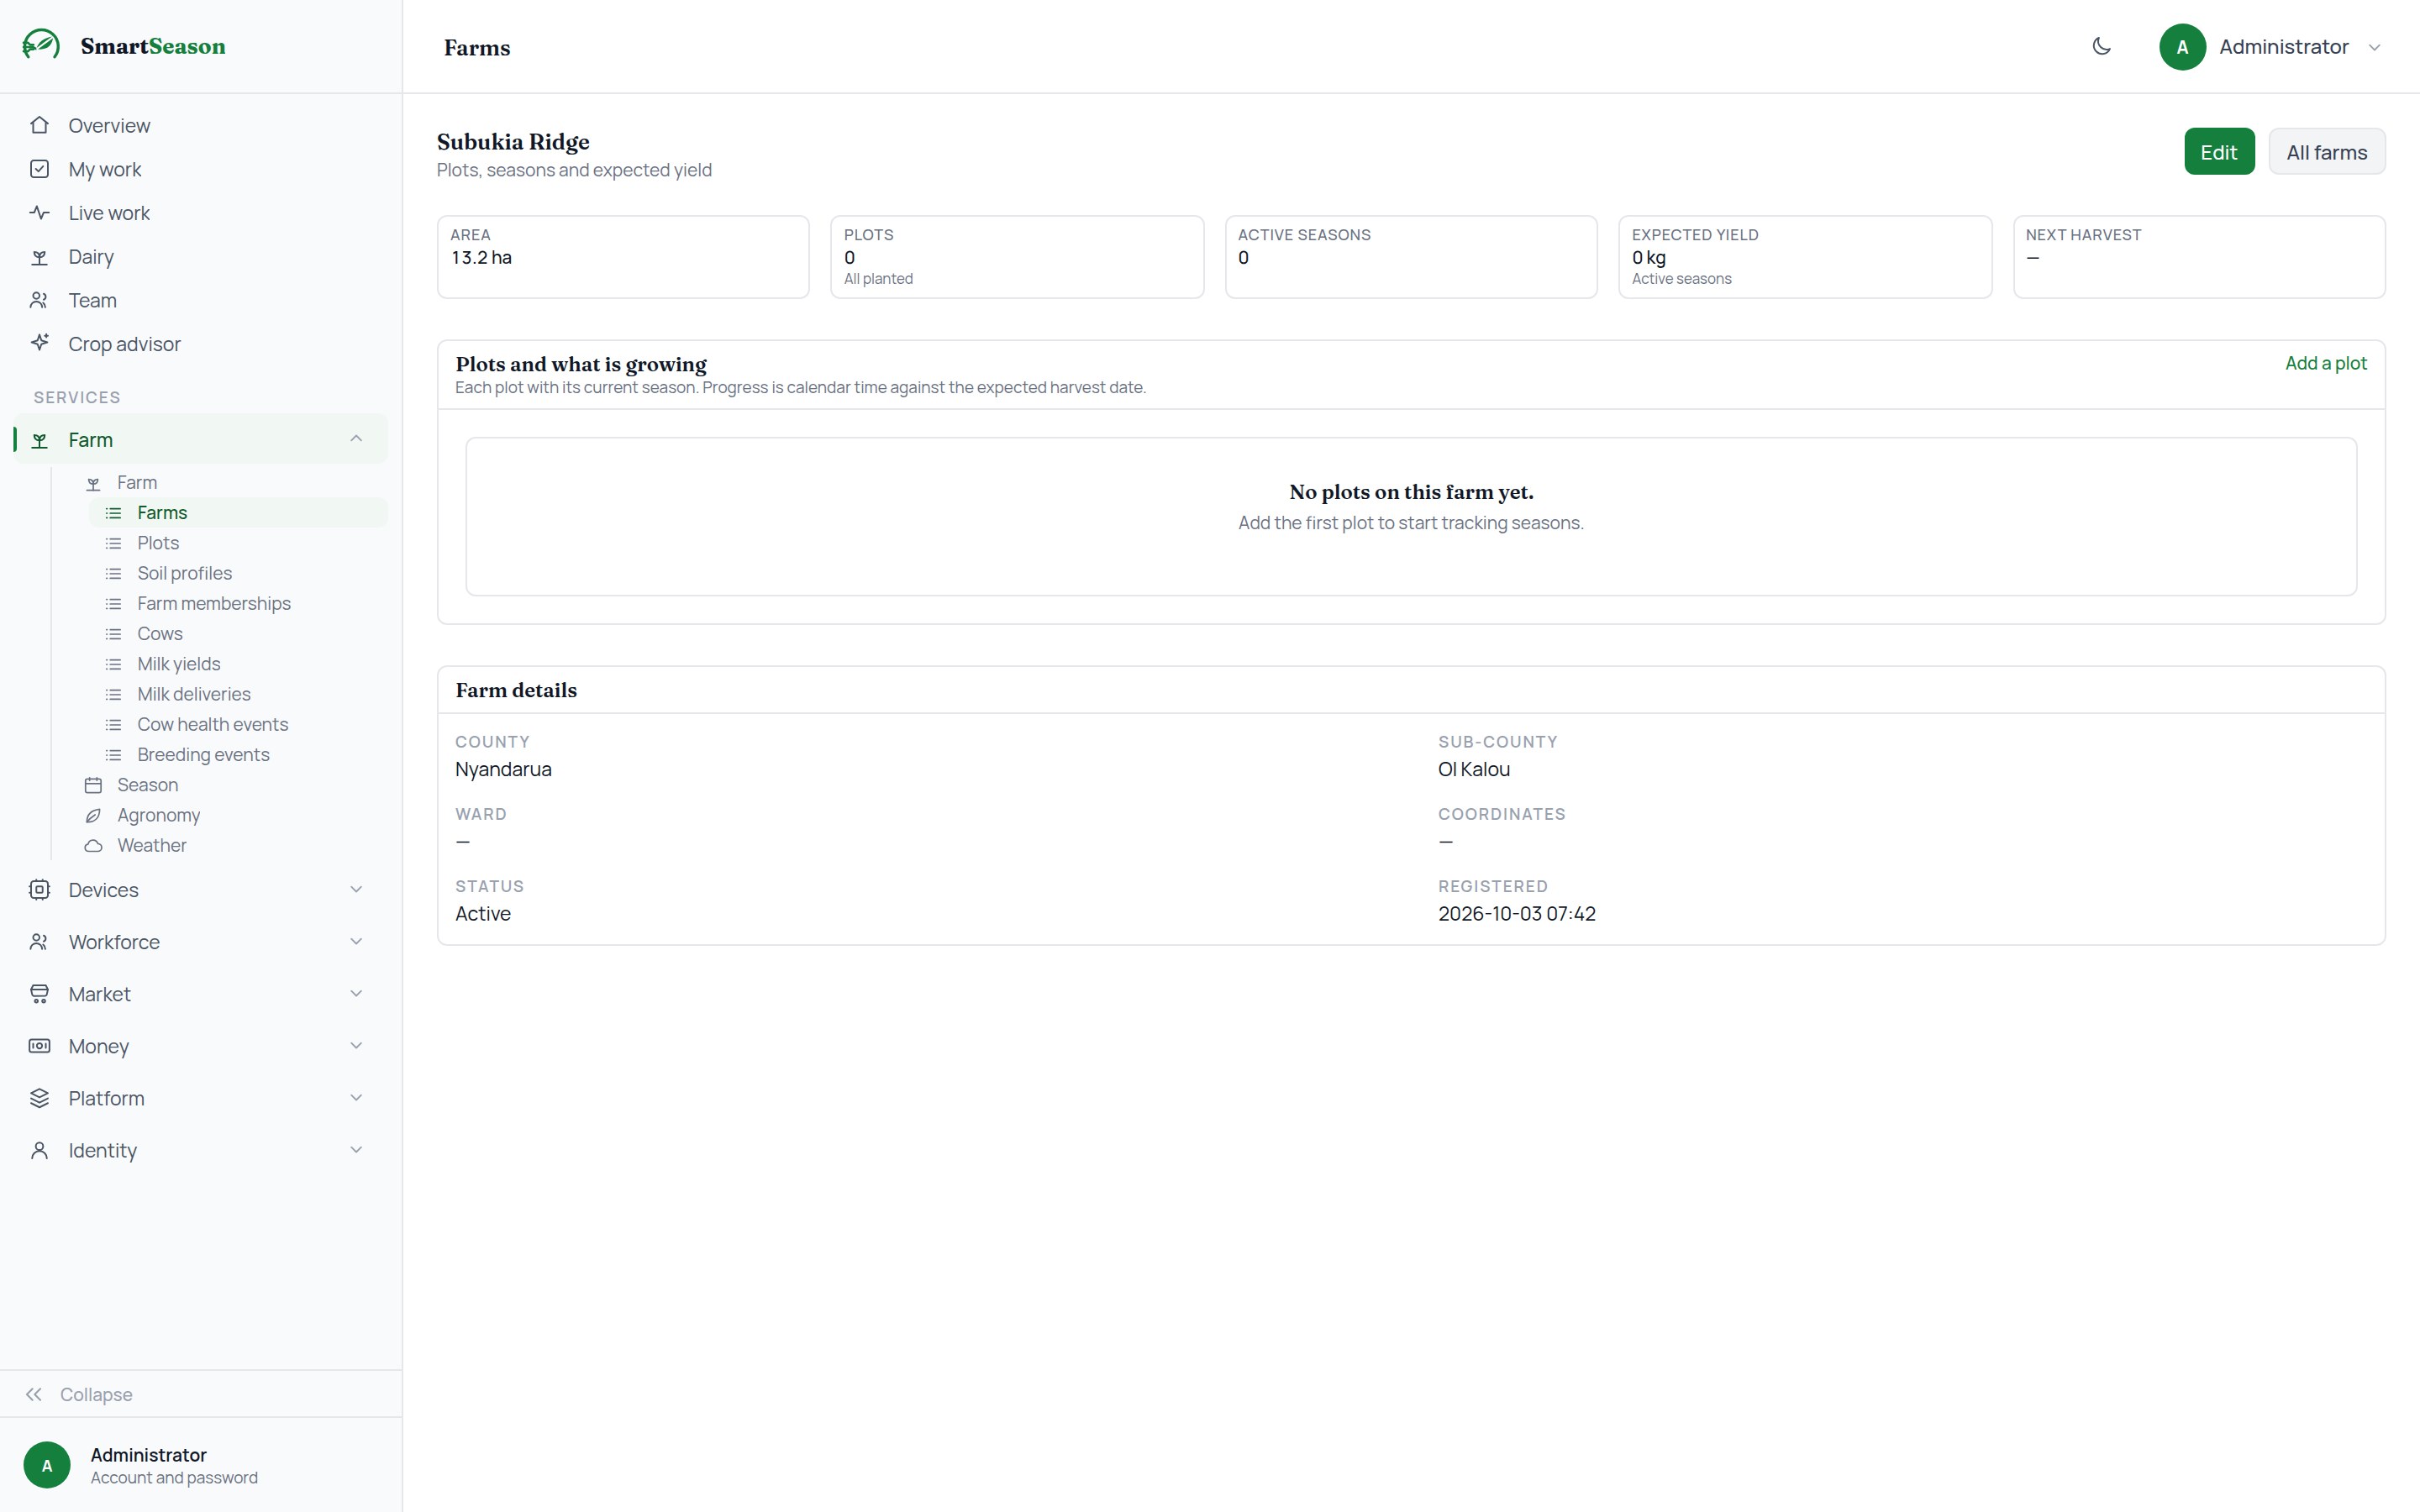 SmartSeason
Farms
A
Administrator
Overview
My work
Live work
Dairy
Team
Crop advisor
SERVICES
Farm
Farm
Farms
Plots
Soil profiles
Farm memberships
Cows
Milk yields
Milk deliveries
Cow health events
Breeding events
Season
Agronomy
Weather
Devices
Workforce
Market
Money
Platform
Identity
Collapse
A
Administrator
Account and password
Subukia Ridge
Plots, seasons and expected yield
Edit
All farms
AREA
13.2 ha
PLOTS
0
All planted
ACTIVE SEASONS
0
EXPECTED YIELD
0 kg
Active seasons
NEXT HARVEST
—
Plots and what is growing
Each plot with its current season. Progress is calendar time against the expected harvest date.
Add a plot
No plots on this farm yet.
Add the first plot to start tracking seasons.
Farm details
COUNTY
Nyandarua
SUB-COUNTY
Ol Kalou
WARD
—
COORDINATES
—
STATUS
Active
REGISTERED
2026-10-03 07:42